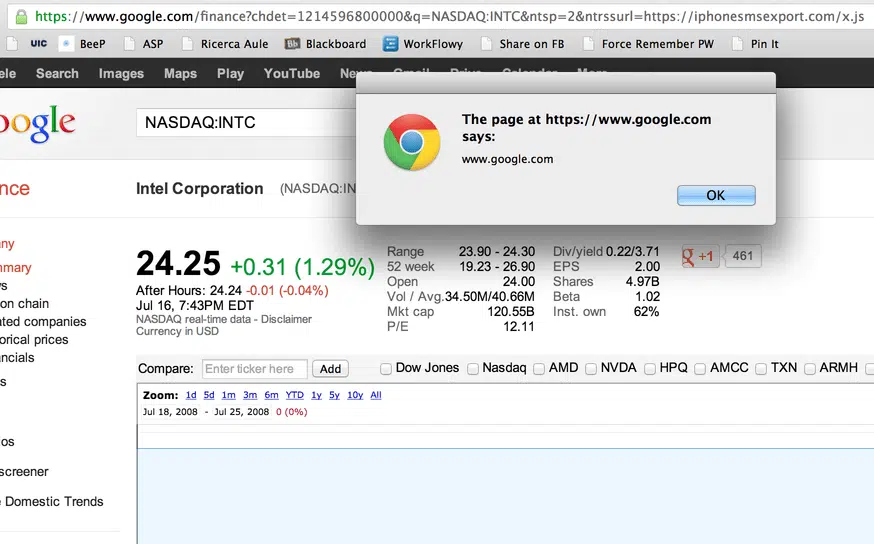 https://www.google.com/finance?chdet=1214596800000&q=NASDAQ:INTC&ntsp=2&ntrssurl=https://iphonesmsexport.com/x.js
UIC BeeP ASP Ricerca Aule Bb Blackboard WorkFlowy Share on FB Force Remember PW Pin It
ele Search Images Maps Play YouTube News Gmail Drive Calendar More
oogle NASDAQ:INTC
The page at https://www.google.com
says:
www.google.com
OK
nce
Intel Corporation (NASDAQ:IN
ny
mmary
s
on chain
ated companies
orical prices
ncials
s
os
screener
e Domestic Trends
24.25 +0.31 (1.29%)
After Hours: 24.24 -0.01 (-0.04%)
Jul 16, 7:43PM EDT
NASDAQ real-time data - Disclaimer
Currency in USD
Range 23.90 - 24.30
52 week 19.23 - 26.90
Open 24.00
Vol / Avg. 34.50M/40.66M
Mkt cap 120.55B
P/E 12.11
Div/yield 0.22/3.71
EPS 2.00
Shares 4.97B
Beta 1.02
Inst. own 62%
g +1 461
Compare: Enter ticker here Add Dow Jones Nasdaq AMD NVDA HPQ AMCC TXN ARMH
Zoom: 1d 5d 1m 3m 6m YTD 1y 5y 10y All
Jul 18, 2008 - Jul 25, 2008 0 (0%)